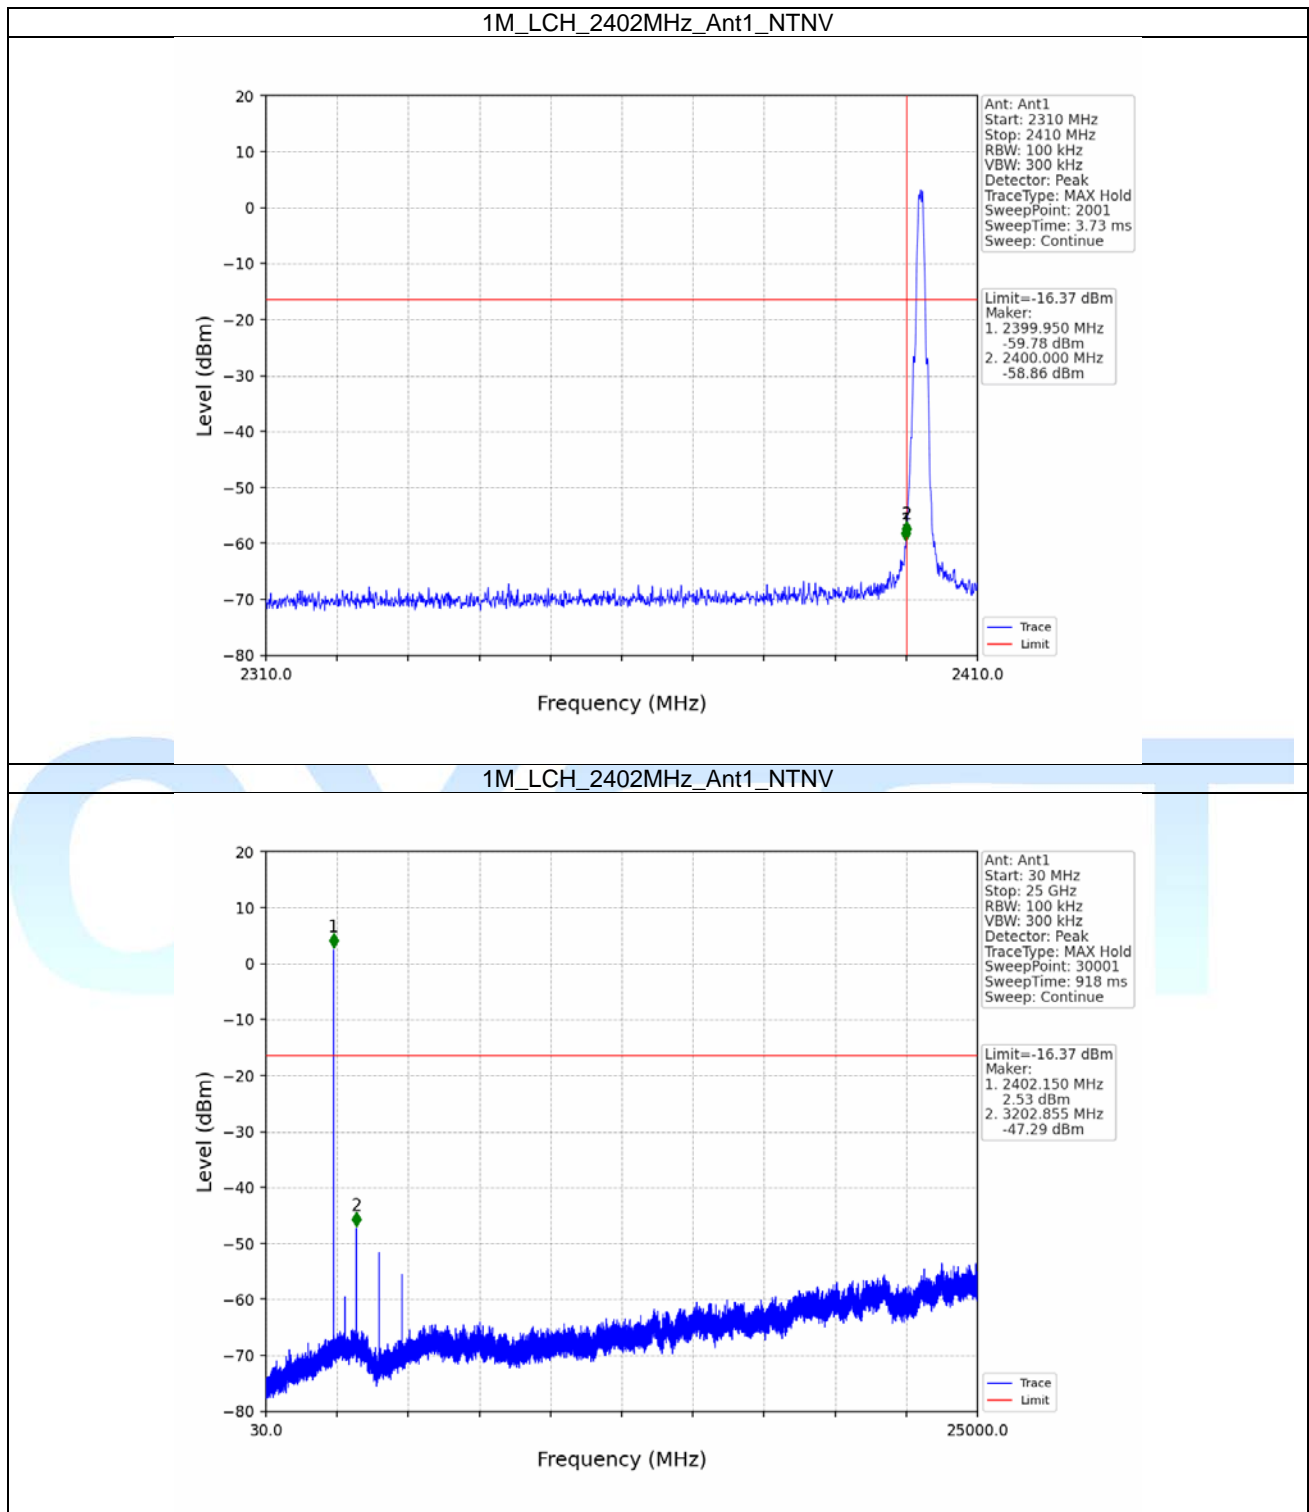 1M_LCH_2402MHz_Ant1_NTNV
20
10
0
−10
−20
−30
−40
−50
−60
−70
−80
Level (dBm)
2310.0
2410.0
Frequency (MHz)
2
Ant: Ant1
Start: 2310 MHz
Stop: 2410 MHz
RBW: 100 kHz
VBW: 300 kHz
Detector: Peak
TraceType: MAX Hold
SweepPoint: 2001
SweepTime: 3.73 ms
Sweep: Continue
Limit=-16.37 dBm
Maker:
1. 2399.950 MHz
-59.78 dBm
2. 2400.000 MHz
-58.86 dBm
Trace
Limit
1M_LCH_2402MHz_Ant1_NTNV
20
10
0
−10
−20
−30
−40
−50
−60
−70
−80
Level (dBm)
30.0
25000.0
Frequency (MHz)
1
2
Ant: Ant1
Start: 30 MHz
Stop: 25 GHz
RBW: 100 kHz
VBW: 300 kHz
Detector: Peak
TraceType: MAX Hold
SweepPoint: 30001
SweepTime: 918 ms
Sweep: Continue
Limit=-16.37 dBm
Maker:
1. 2402.150 MHz
2.53 dBm
2. 3202.855 MHz
-47.29 dBm
Trace
Limit